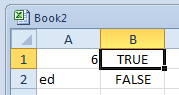 Book2
A B
1 6 TRUE
2 ed FALSE